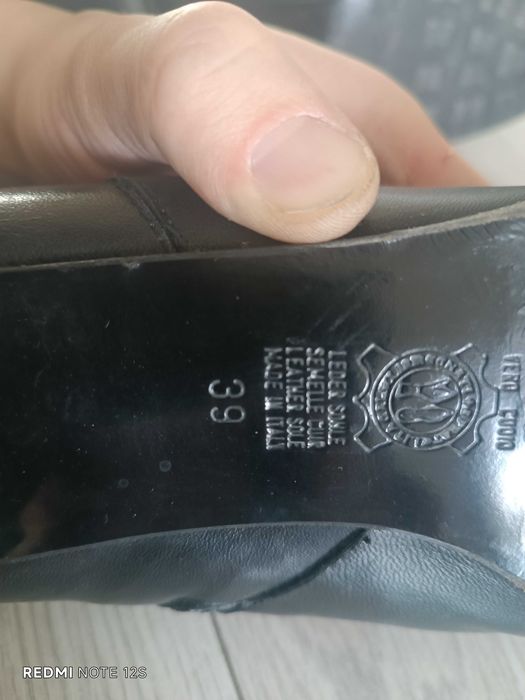 VERO CUOIO
LEDER SOHLE
SEMELLE CUIR
LEATHER SOLE
MADE IN ITALY
39
REDMI NOTE 12S